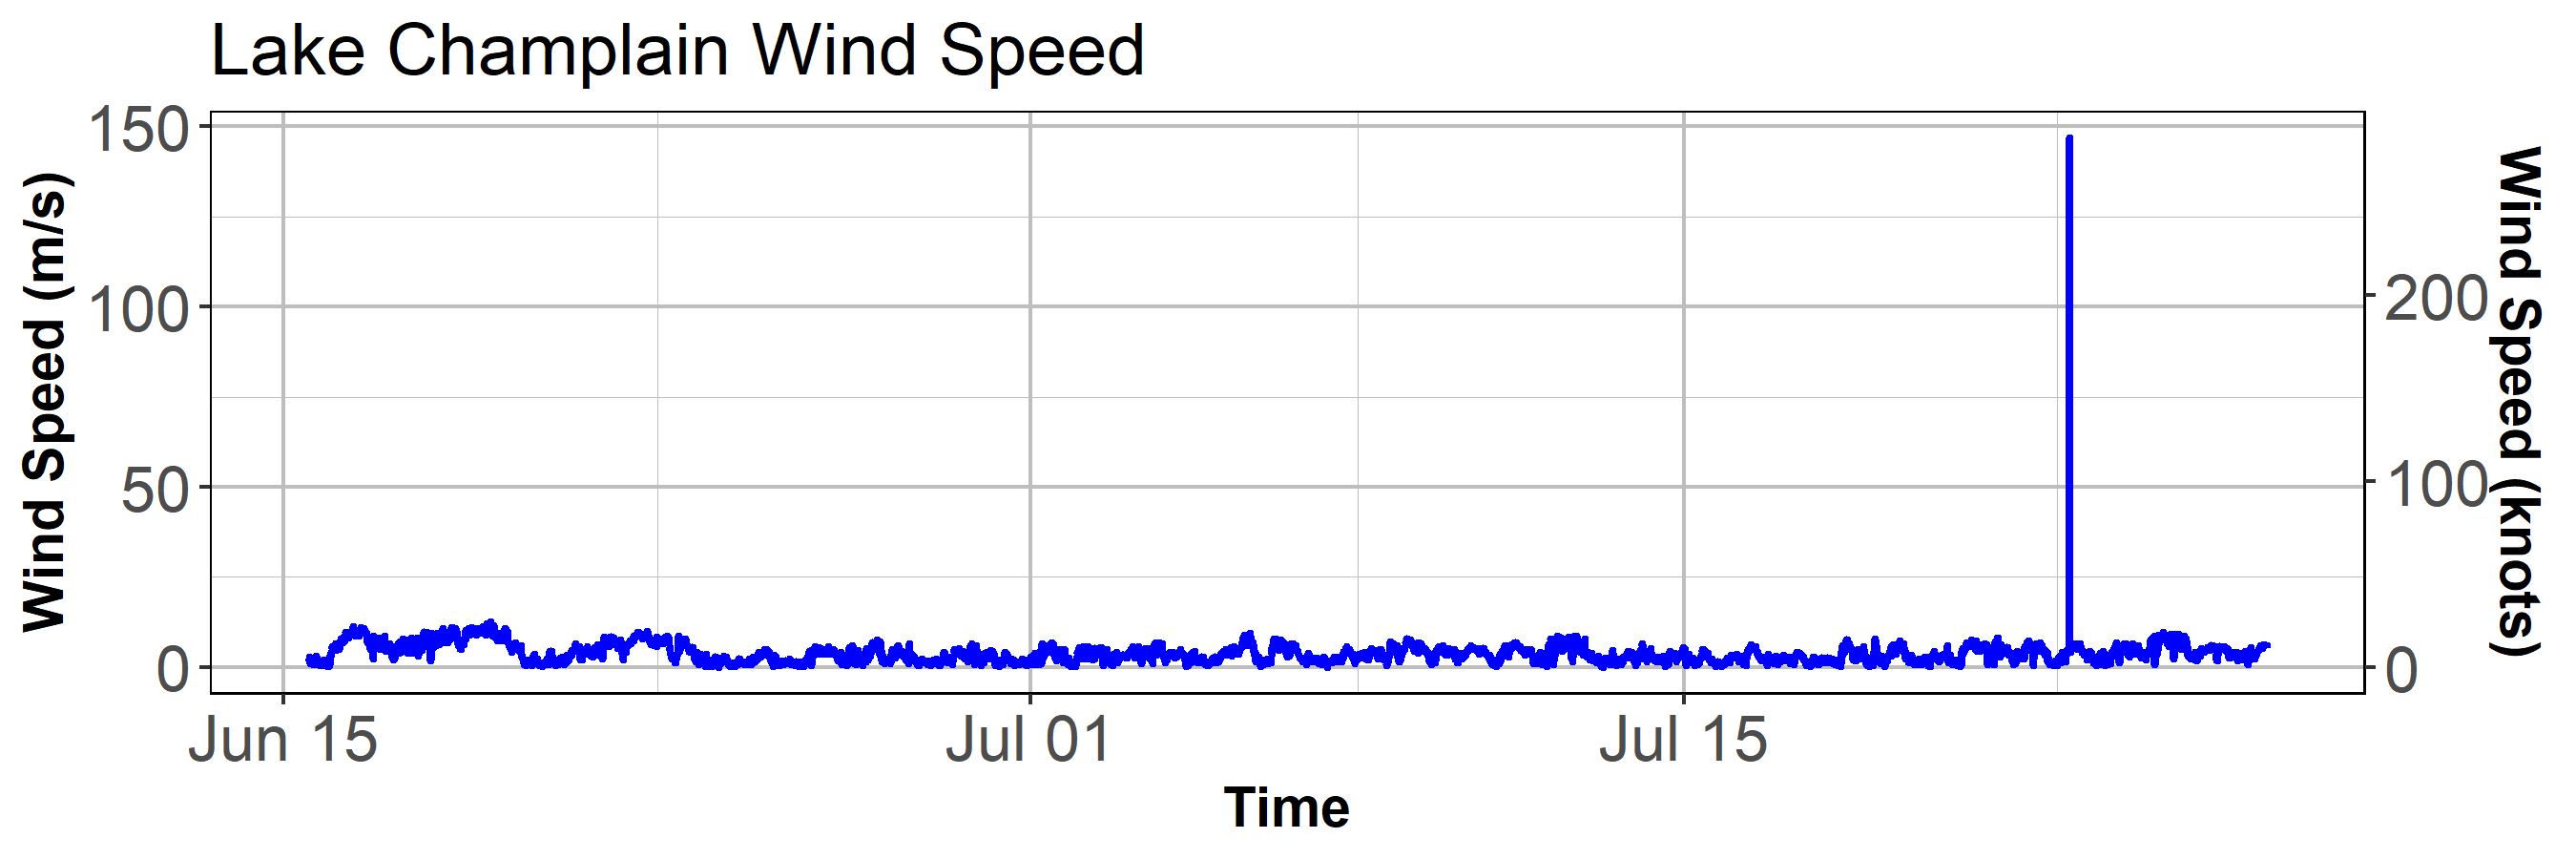 Lake Champlain Wind Speed
Wind Speed (m/s)
150
100
50
0
200
100
0
Wind Speed (knots)
Jun 15
Jul 01
Jul 15
Time